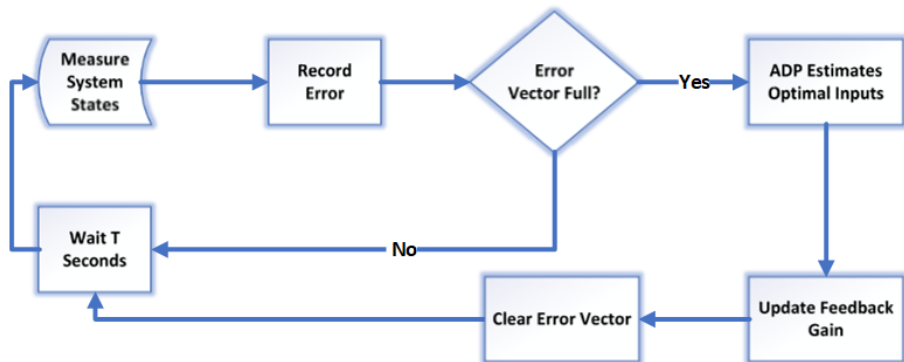 Measure
System
States
Record
Error
Error
Vector Full?
Yes
ADP Estimates
Optimal Inputs
Wait T
Seconds
No
Clear Error Vector
Update Feedback
Gain